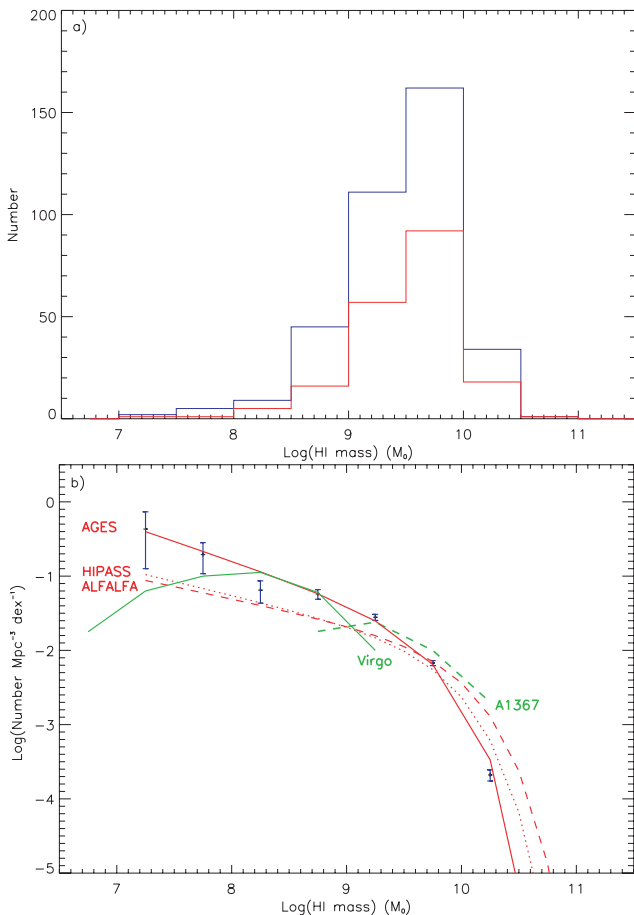 200
a)
150
100
50
0
Number
7 8 9 10 11
Log(HI mass) (M₀)
b)
0
-1
-2
-3
-4
-5
Log(Number Mpc⁻³ dex⁻¹)
AGES
HIPASS
ALFALFA
Virgo
A1367
7 8 9 10 11
Log(HI mass) (M₀)